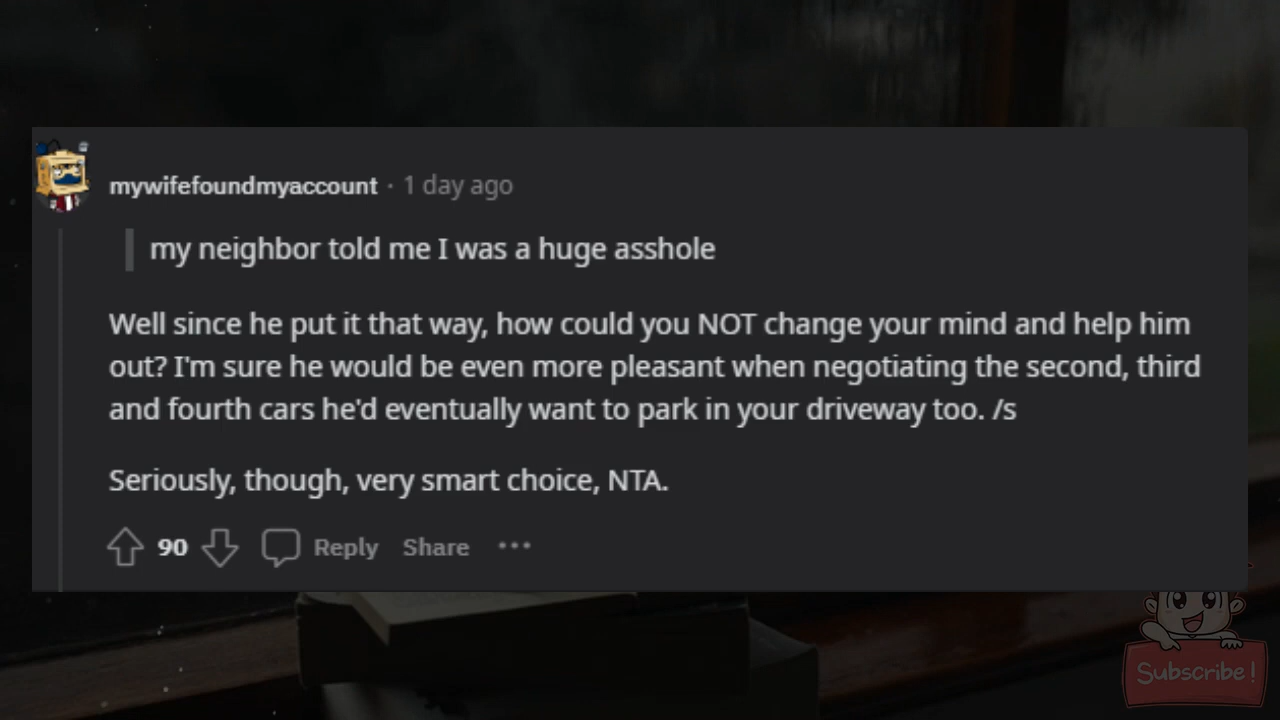 mywifefoundmyaccount · 1 day ago
my neighbor told me I was a huge asshole
Well since he put it that way, how could you NOT change your mind and help him
out? I'm sure he would be even more pleasant when negotiating the second, third
and fourth cars he'd eventually want to park in your driveway too. /s
Seriously, though, very smart choice, NTA.
90 Reply Share ···
Subscribe!